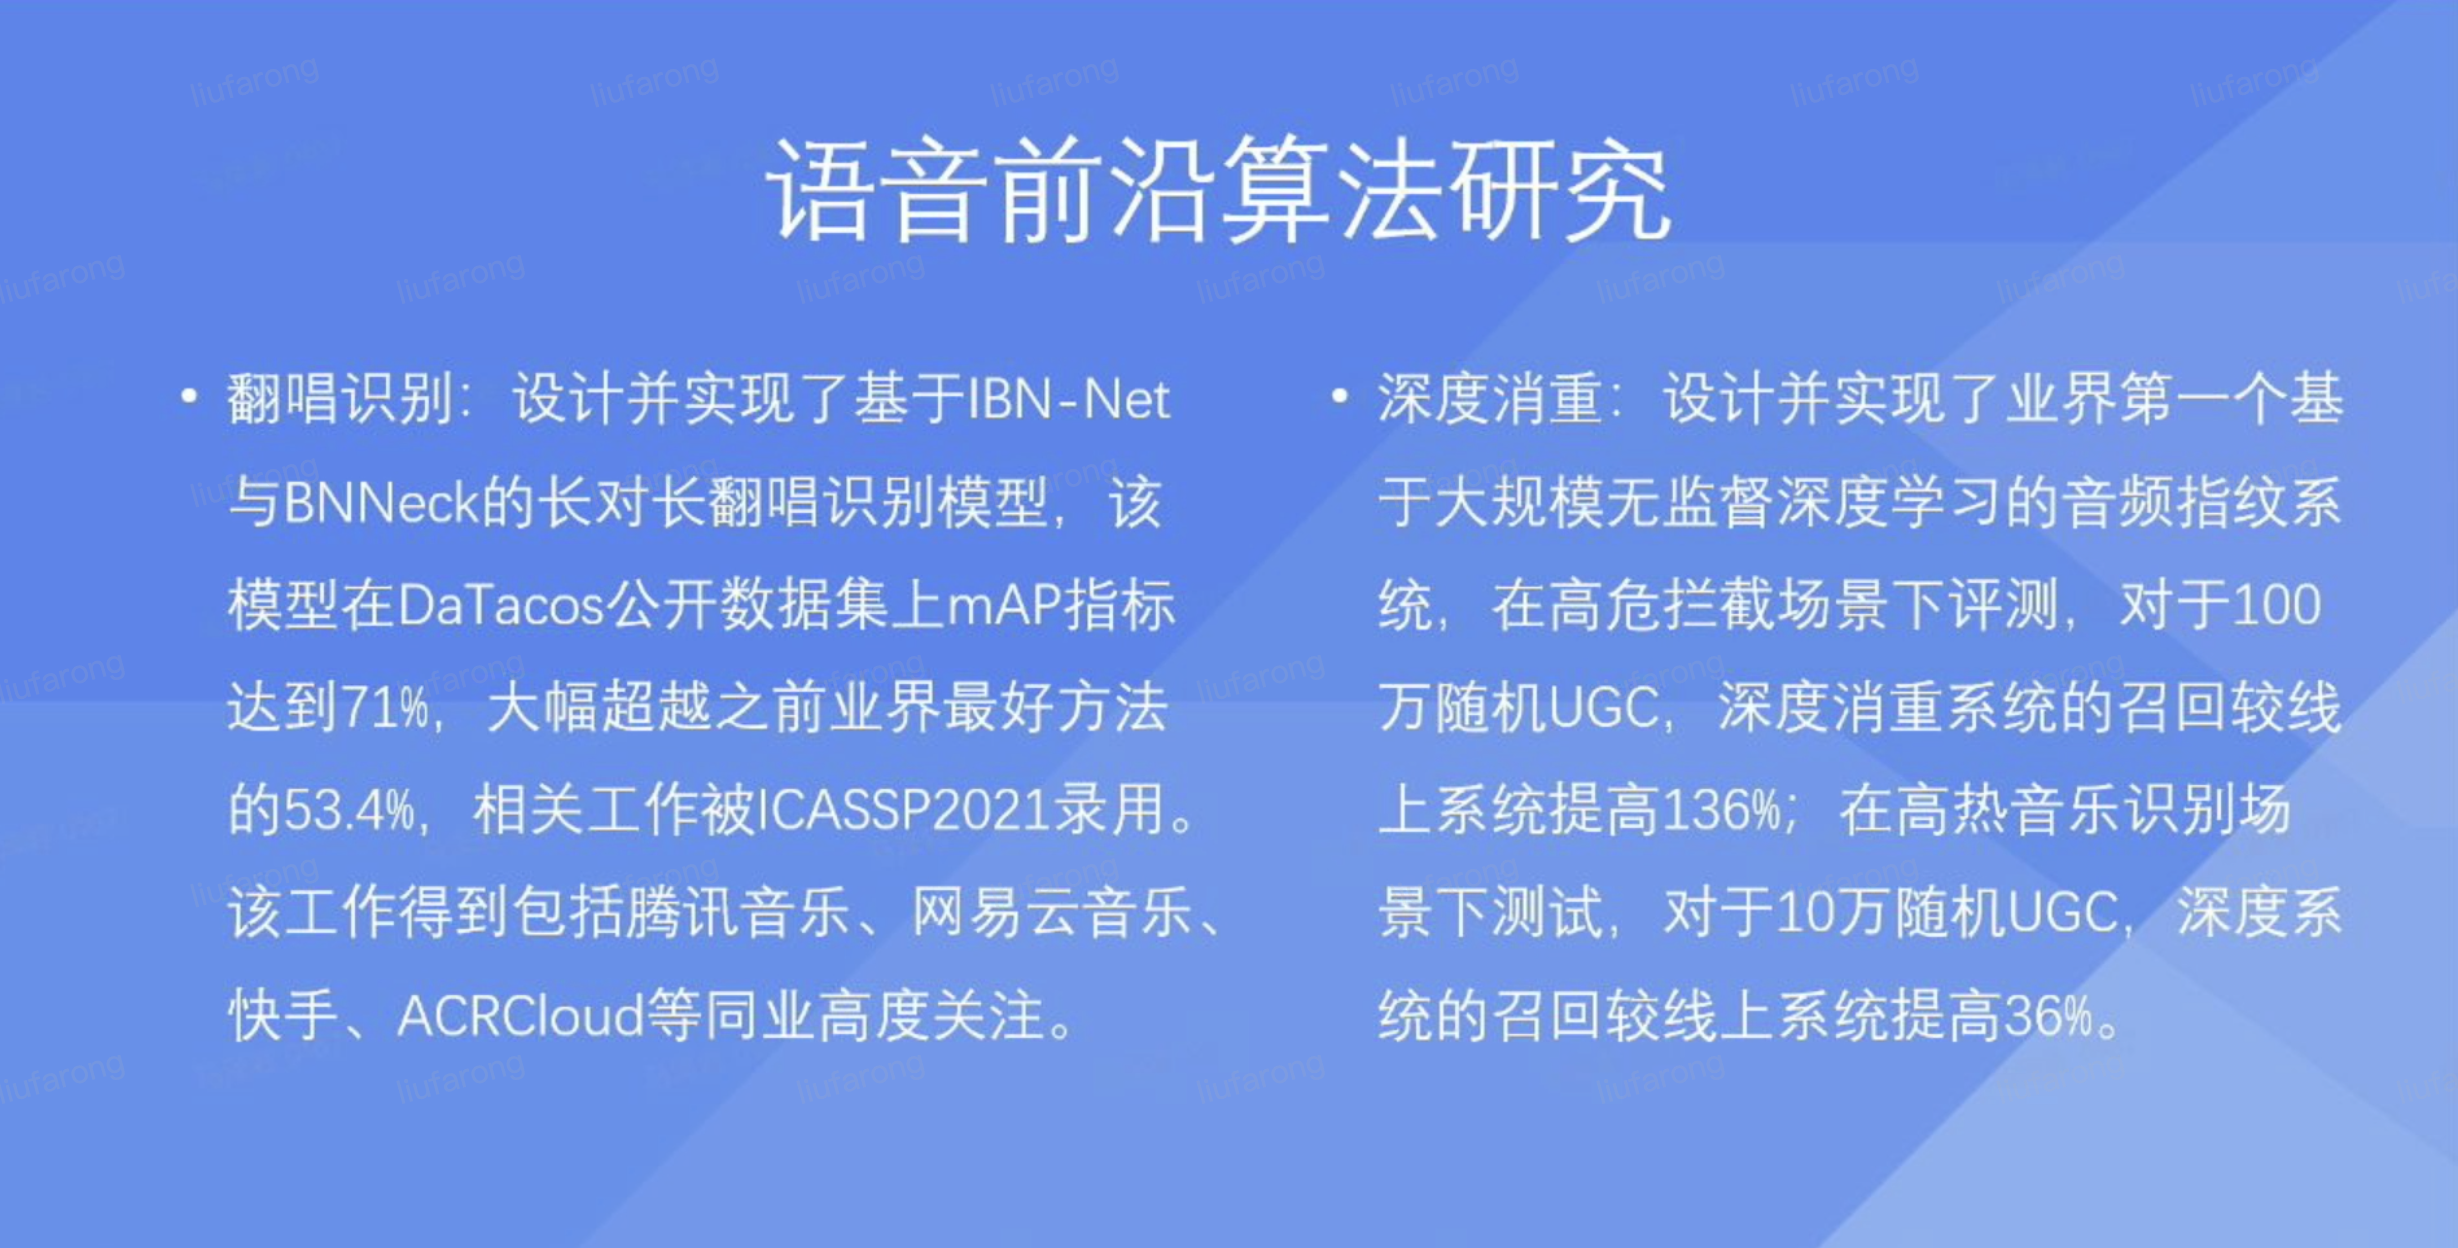 语音前沿算法研究
• 翻唱识别：设计并实现了基于IBN-Net
与BNNeck的长对长翻唱识别模型，该
模型在DaTacos公开数据集上mAP指标
达到71%，大幅超越之前业界最好方法
的53.4%，相关工作被ICASSP2021录用。
该工作得到包括腾讯音乐、网易云音乐、
快手、ACRCloud等同业高度关注。
• 深度消重：设计并实现了业界第一个基
于大规模无监督深度学习的音频指纹系
统，在高危拦截场景下评测，对于100
万随机UGC，深度消重系统的召回较线
上系统提高136%；在高热音乐识别场
景下测试，对于10万随机UGC，深度系
统的召回较线上系统提高36%。
liufarong